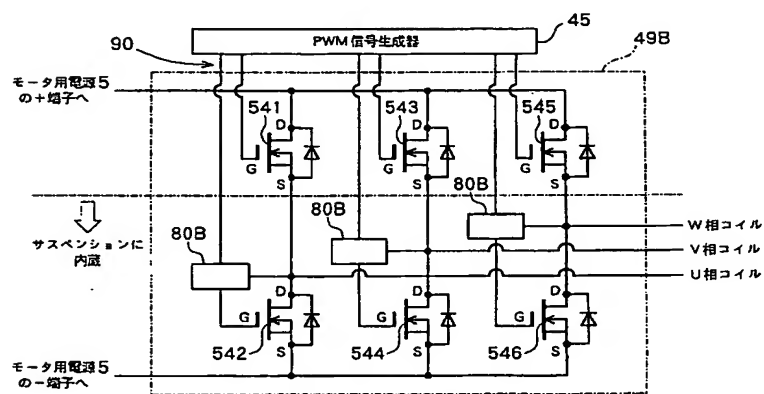 PWM 信号生成器
45
90
49B
モータ用電源 5
の+端子へ
541
543
545
D
D
D
G
G
G
S
S
S
80B
80B
80B
サスペンションに
内蔵
W相コイル
V相コイル
U相コイル
D
D
D
G
G
G
542
544
546
S
S
S
モータ用電源 5
の-端子へ